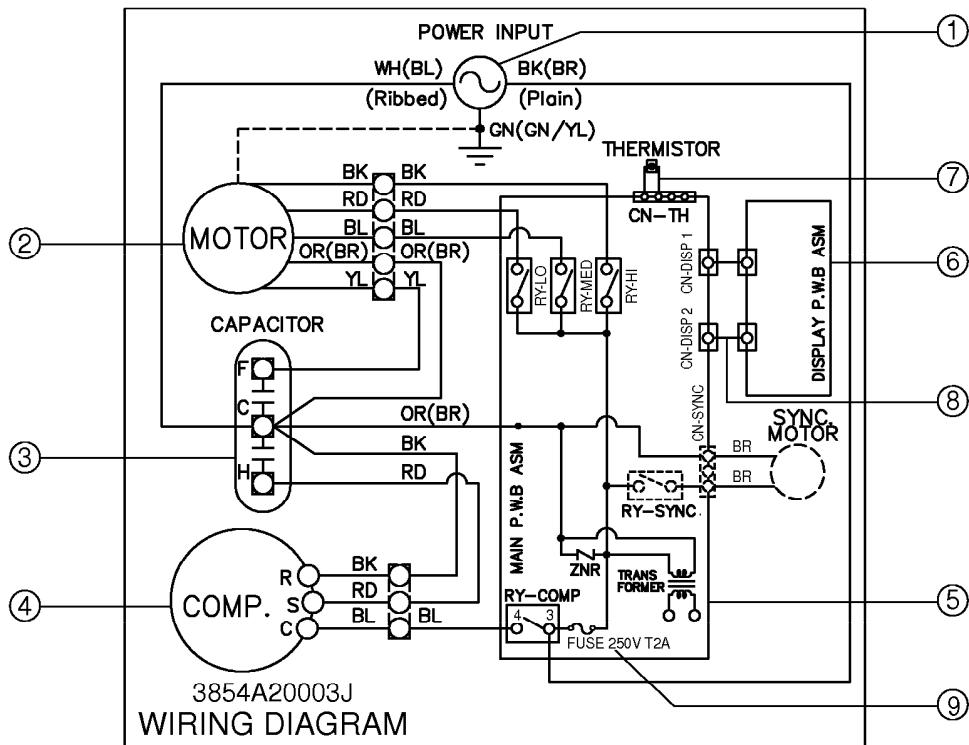 POWER INPUT
1
WH(BL)
BK(BR)
(Ribbed)
(Plain)
GN(GN/YL)
THERMISTOR
7
CN-TH
BK BK
RD RD
BL BL
OR(BR) OR(BR)
YL YL
MOTOR
2
RY-LO
RY-MED
RY-HI
CN-DISP 1
CN-DISP 2
DISPLAY P.W.B ASM
6
8
CAPACITOR
F
C
H
3
OR(BR)
BK
RD
MAIN P.W.B ASM
CN-SYNC
SYNC.
MOTOR
BR
BR
RY-SYNC
ZNR
TRANS
FORMER
5
COMP.
4
R
S
C
BK
RD
BL BL
RY-COMP
4 3
FUSE 250V T2A
9
3854A20003J
WIRING DIAGRAM